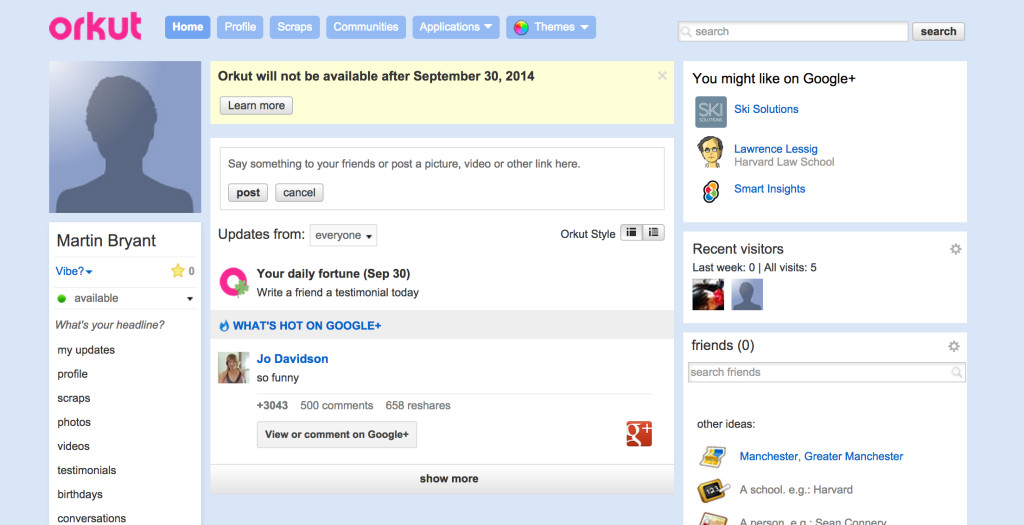 orkut
Home Profile Scraps Communities Applications Themes
search search
Martin Bryant
Vibe? 0
available
What's your headline?
my updates
profile
scraps
photos
videos
testimonials
birthdays
conversations
Orkut will not be available after September 30, 2014
Learn more
Say something to your friends or post a picture, video or other link here.
post cancel
Updates from: everyone Orkut Style
Your daily fortune (Sep 30)
Write a friend a testimonial today
WHAT'S HOT ON GOOGLE+
Jo Davidson
so funny
+3043 500 comments 658 reshares
View or comment on Google+
g+
show more
You might like on Google+
SKI
SOLUTIONS
Ski Solutions
Lawrence Lessig
Harvard Law School
Smart Insights
Recent visitors
Last week: 0 | All visits: 5
friends (0)
search friends
other ideas:
Manchester, Greater Manchester
A school. e.g.: Harvard
A person. e.g.: Sean Connery